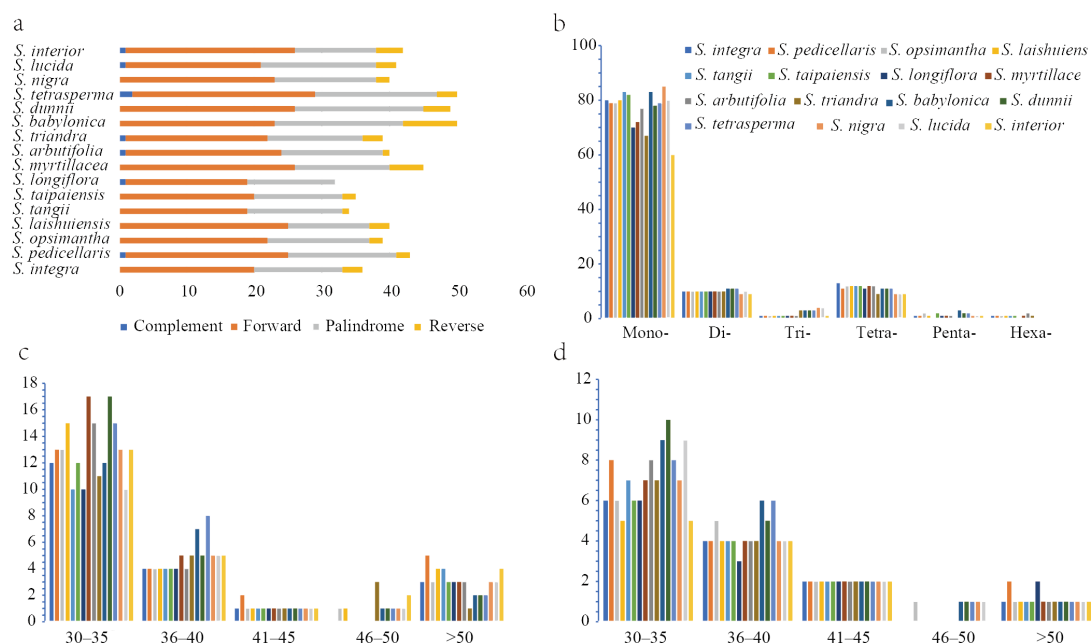 a
S. interior
S. lucida
S. nigra
S. tetrasperma
S. dunnii
S. babylonica
S. triandra
S. arbutifolia
S. myrtillacea
S. longiflora
S. taipaiensis
S. tangii
S. laishuiensis
S. opsimantha
S. pedicellaris
S. integra
0 10 20 30 40 50 60
Complement Forward Palindrome Reverse
b
100
80
60
40
20
0
S. integra S. pedicellaris S. opsimantha S. laishuiens
S. tangii S. taipaiensis S. longiflora S. myrtillace
S. arbutifolia S. triandra S. babylonica S. dunnii
S. tetrasperma S. nigra S. lucida S. interior
Mono- Di- Tri- Tetra- Penta- Hexa-
c
18
16
14
12
10
8
6
4
2
0
30–35 36–40 41–45 46–50 >50
d
12
10
8
6
4
2
0
30–35 36–40 41–45 46–50 >50